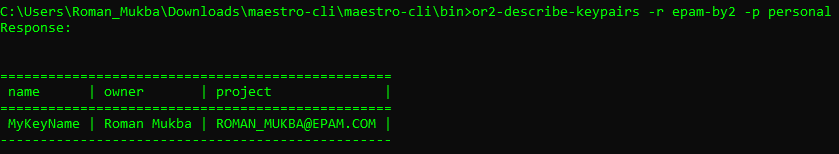 C:\Users\Roman_Mukba\Downloads\maestro-cli\maestro-cli\bin>or2-describe-keypairs -r epam-by2 -p personal
Response:
=================================================
name | owner | project |
=================================================
MyKeyName | Roman Mukba | ROMAN_MUKBA@EPAM.COM |
-------------------------------------------------